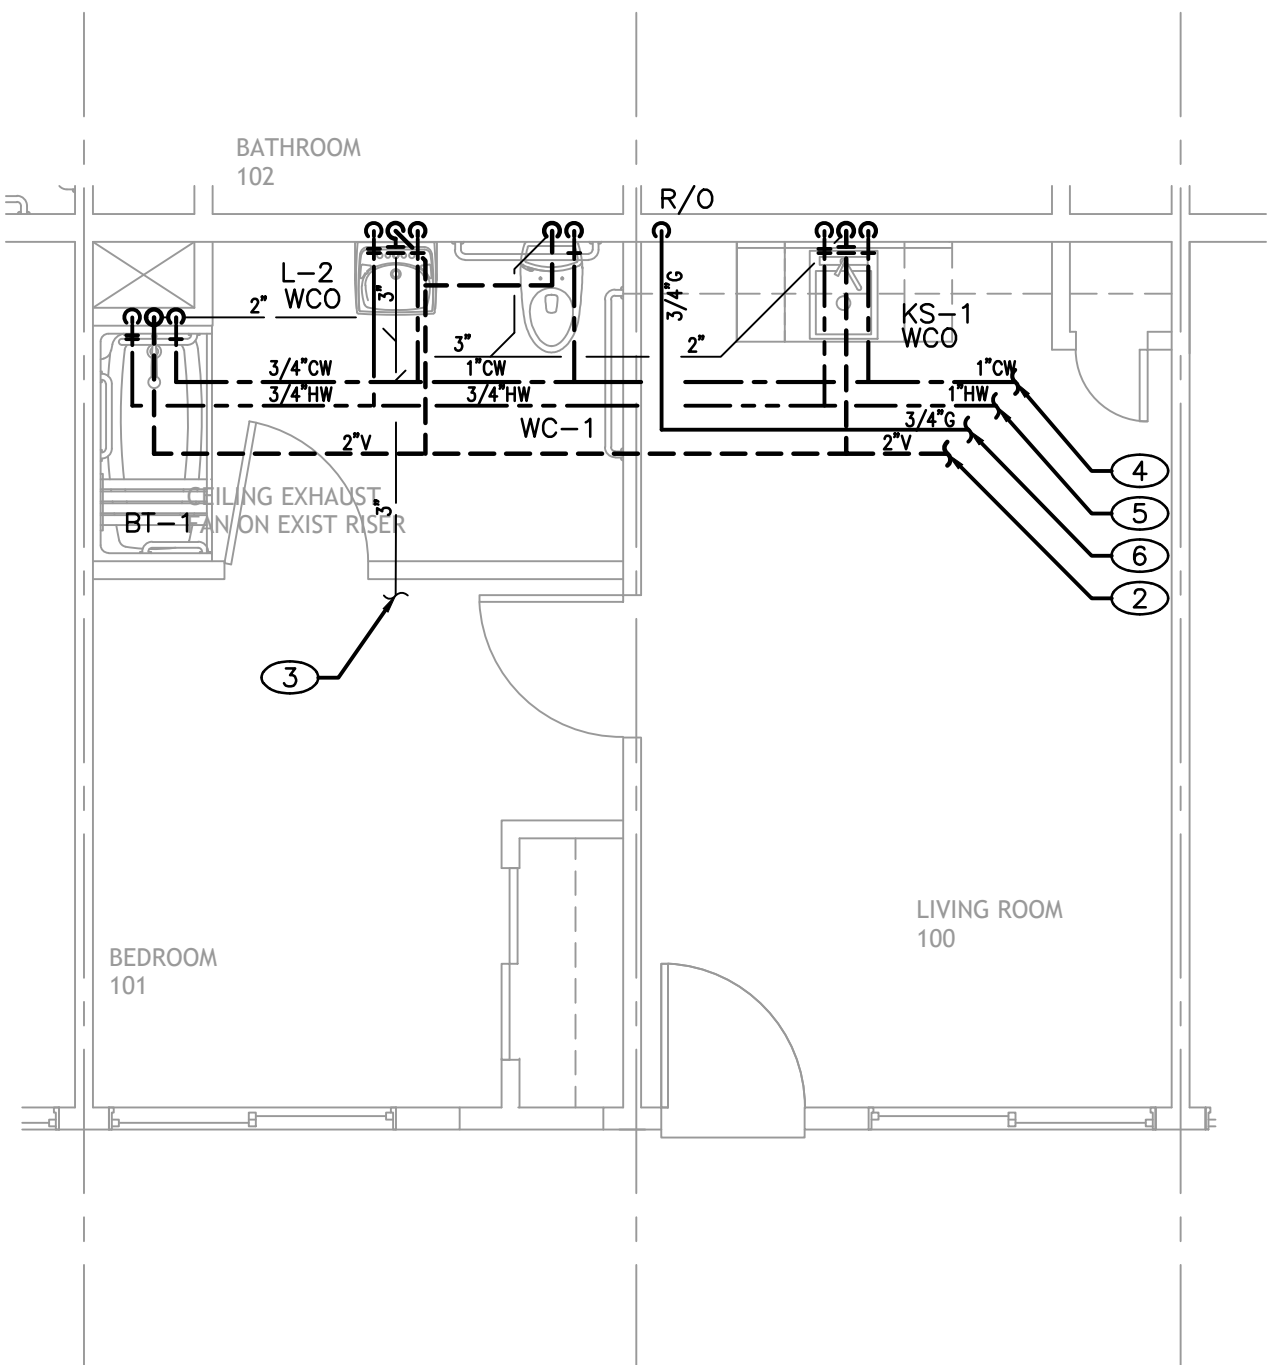 BATHROOM
102
R/O
L-2
WCO
2"
3"
3/4"G
KS-1
WCO
3"
2"
3/4"CW
1"CW
1"CW
3/4"HW
3/4"HW
1"HW
WC-1
3/4"G
2"V
2"V
4
CEILING EXHAUST
FAN ON EXIST RISER
BT-1
3"
5
6
2
3
LIVING ROOM
100
BEDROOM
101